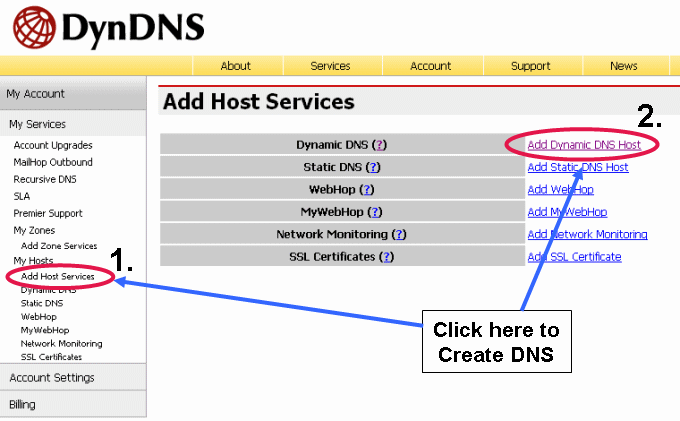 DynDNS
About Services Account Support News
My Account
My Services
Account Upgrades
MailHop Outbound
Recursive DNS
SLA
Premier Support
My Zones
Add Zone Services
My Hosts
1.
Add Host Services
Dynamic DNS
Static DNS
WebHop
MyWebHop
Network Monitoring
SSL Certificates
Account Settings
Billing
Add Host Services
2.
Dynamic DNS (?) Add Dynamic DNS Host
Static DNS (?) Add Static DNS Host
WebHop (?) Add WebHop
MyWebHop (?) Add MyWebHop
Network Monitoring (?) Add Network Monitoring
SSL Certificates (?) Add SSL Certificate
Click here to
Create DNS